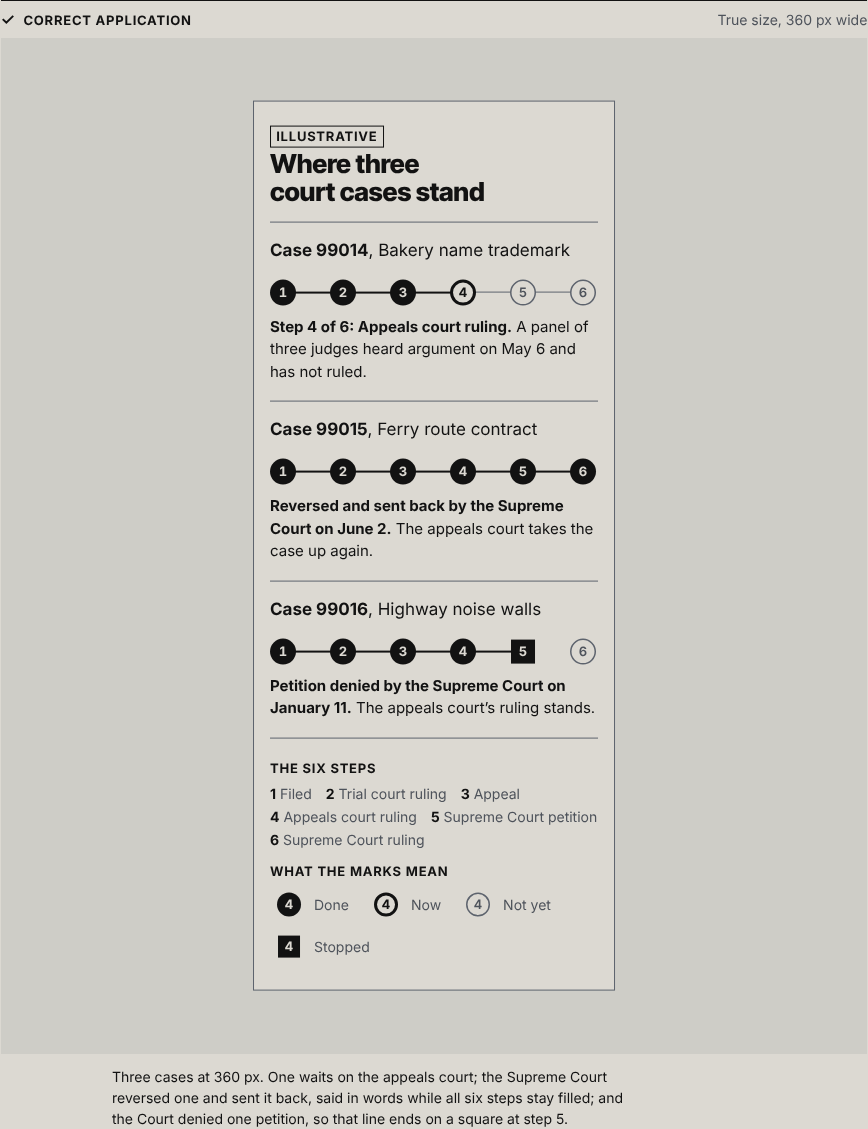 ✓ CORRECT APPLICATION
True size, 360 px wide
ILLUSTRATIVE
Where three
court cases stand
Case 99014, Bakery name trademark
1 2 3 4 5 6
Step 4 of 6: Appeals court ruling. A panel of
three judges heard argument on May 6 and
has not ruled.
Case 99015, Ferry route contract
1 2 3 4 5 6
Reversed and sent back by the Supreme
Court on June 2. The appeals court takes the
case up again.
Case 99016, Highway noise walls
1 2 3 4 5 6
Petition denied by the Supreme Court on
January 11. The appeals court’s ruling stands.
THE SIX STEPS
1 Filed 2 Trial court ruling 3 Appeal
4 Appeals court ruling 5 Supreme Court petition
6 Supreme Court ruling
WHAT THE MARKS MEAN
4 Done 4 Now 4 Not yet
4 Stopped
Three cases at 360 px. One waits on the appeals court; the Supreme Court
reversed one and sent it back, said in words while all six steps stay filled; and
the Court denied one petition, so that line ends on a square at step 5.